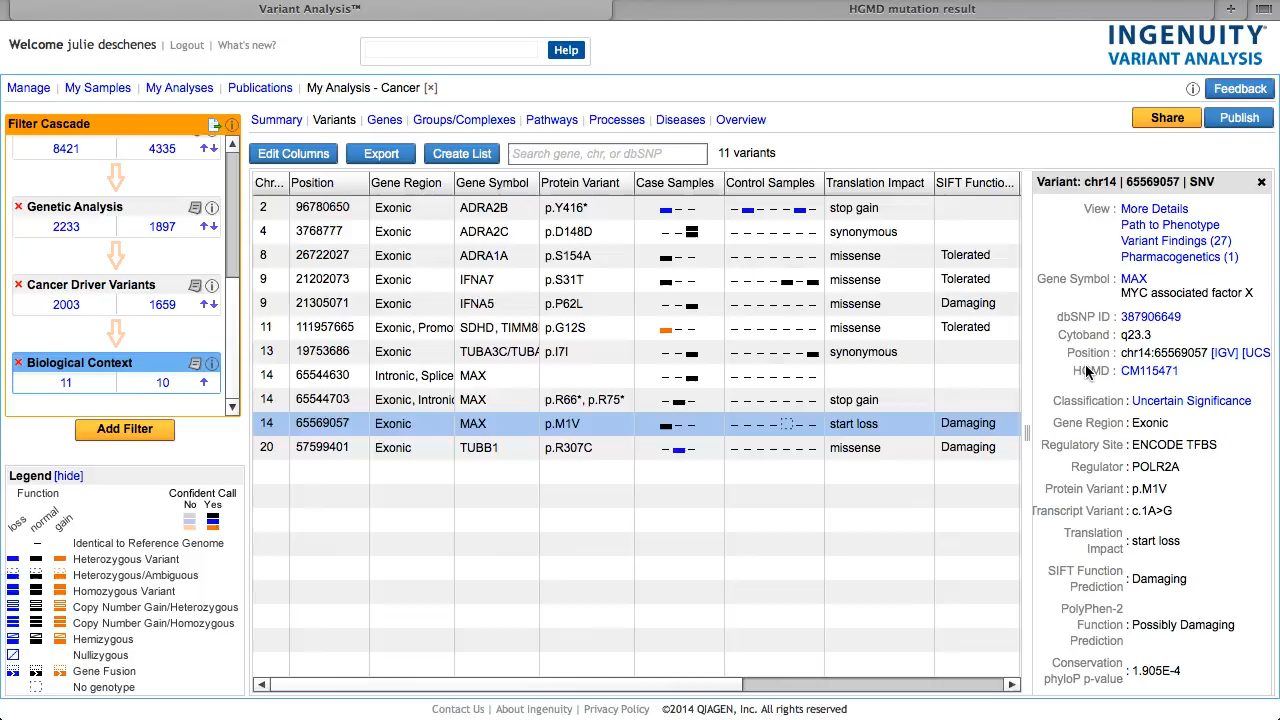 Variant Analysis™
HGMD mutation result
Welcome julie deschenes | Logout | What's new?
Help
INGENUITY
VARIANT ANALYSIS
Manage | My Samples | My Analyses | Publications | My Analysis - Cancer [×]
Feedback
Filter Cascade
8421 4335
Genetic Analysis
2233 1897
Cancer Driver Variants
2003 1659
Biological Context
11 10
Add Filter
Legend [hide]
Function
Confident Call
No Yes
loss normal gain
Identical to Reference Genome
Heterozygous Variant
Heterozygous/Ambiguous
Homozygous Variant
Copy Number Gain/Heterozygous
Copy Number Gain/Homozygous
Hemizygous
Nullizygous
Gene Fusion
No genotype
Summary | Variants | Genes | Groups/Complexes | Pathways | Processes | Diseases | Overview
Share
Publish
Edit Columns
Export
Create List
Search gene, chr, or dbSNP
11 variants
Chr... Position Gene Region Gene Symbol Protein Variant Case Samples Control Samples Translation Impact SIFT Functio...
2 96780650 Exonic ADRA2B p.Y416* stop gain
4 3768777 Exonic ADRA2C p.D148D synonymous
8 26722027 Exonic ADRA1A p.S154A missense Tolerated
9 21202073 Exonic IFNA7 p.S31T missense Tolerated
9 21305071 Exonic IFNA5 p.P62L missense Damaging
11 111957665 Exonic, Promo SDHD, TIMM8 p.G12S missense Tolerated
13 19753686 Exonic TUBA3C/TUBA p.I7I synonymous
14 65544630 Intronic, Splice MAX
14 65544703 Exonic, Intronic MAX p.R66*, p.R75* stop gain
14 65569057 Exonic MAX p.M1V start loss Damaging
20 57599401 Exonic TUBB1 p.R307C missense Damaging
Variant: chr14 | 65569057 | SNV
View : More Details
Path to Phenotype
Variant Findings (27)
Pharmacogenetics (1)
Gene Symbol : MAX
MYC associated factor X
dbSNP ID : 387906649
Cytoband : q23.3
Position : chr14:65569057 [IGV] [UCS
HGMD : CM115471
Classification : Uncertain Significance
Gene Region : Exonic
Regulatory Site : ENCODE TFBS
Regulator : POLR2A
Protein Variant : p.M1V
Transcript Variant : c.1A>G
Translation
Impact : start loss
SIFT Function
Prediction : Damaging
PolyPhen-2
Function : Possibly Damaging
Prediction
Conservation
phyloP p-value : 1.905E-4
Contact Us | About Ingenuity | Privacy Policy ©2014 QIAGEN, Inc. All rights reserved